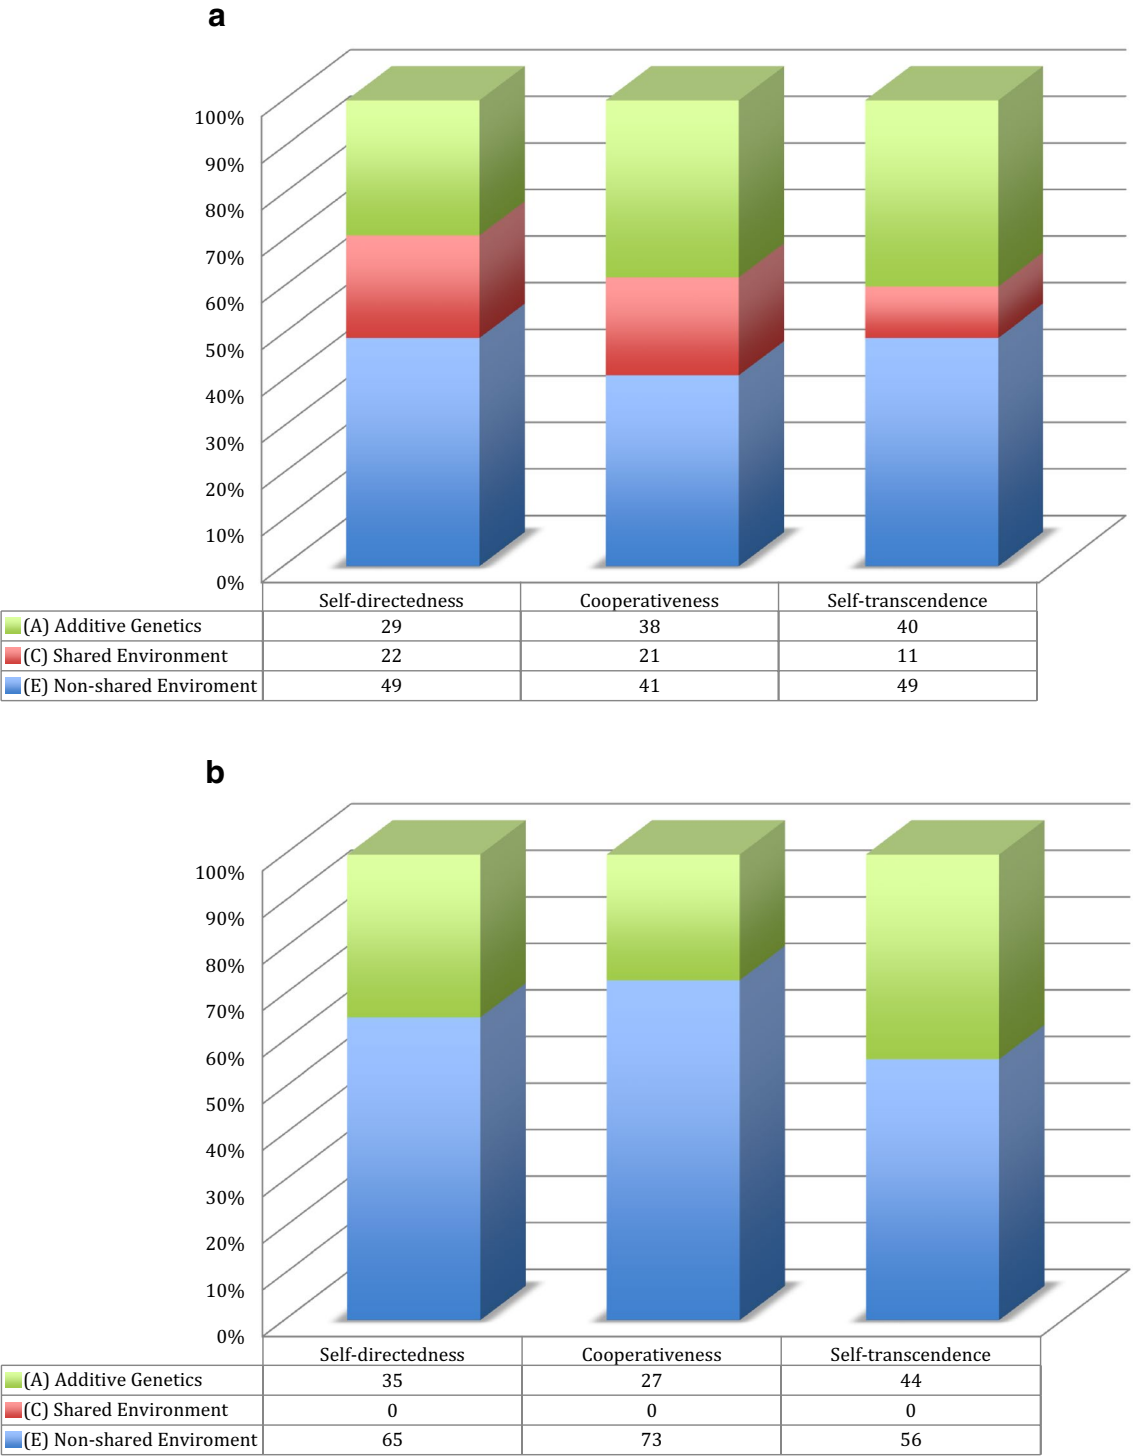 a
100%
90%
80%
70%
60%
50%
40%
30%
20%
10%
0%
Self-directedness Cooperativeness Self-transcendence
(A) Additive Genetics 29 38 40
(C) Shared Environment 22 21 11
(E) Non-shared Enviroment 49 41 49
b
100%
90%
80%
70%
60%
50%
40%
30%
20%
10%
0%
Self-directedness Cooperativeness Self-transcendence
(A) Additive Genetics 35 27 44
(C) Shared Environment 0 0 0
(E) Non-shared Enviroment 65 73 56